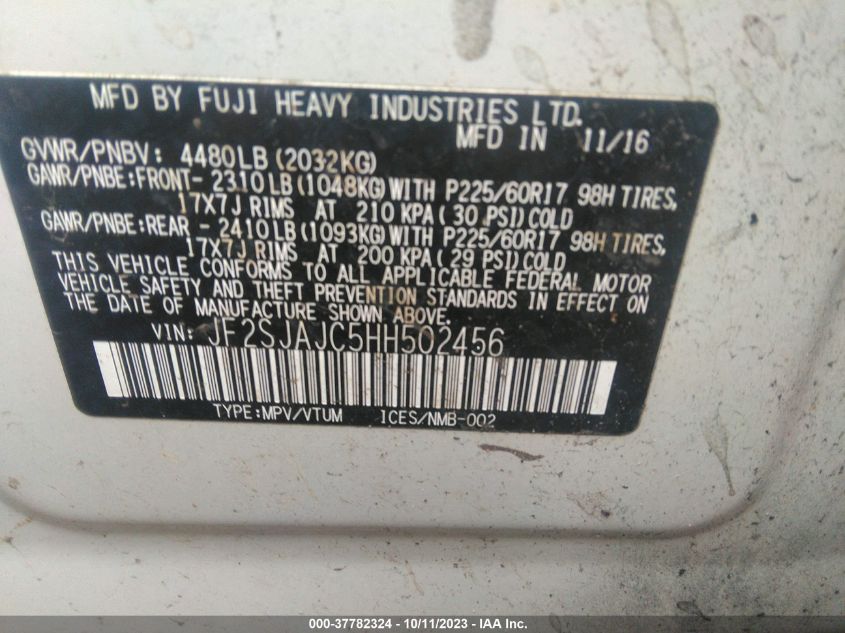 MFD BY FUJI HEAVY INDUSTRIES LTD.
MFD IN 11/16
GVWR/PNBV: 4480LB(2032KG)
GAWR/PNBE:FRONT- 2310LB(1048KG)WITH P225/60R17 98H TIRES,
17X7J RIMS AT 210 KPA( 30 PSI)COLD
GAWR/PNBE:REAR - 2410LB(1093KG)WITH P225/60R17 98H TIRES,
17X7J RIMS AT 200 KPA( 29 PSI)COLD
THIS VEHICLE CONFORMS TO ALL APPLICABLE FEDERAL MOTOR
VEHICLE SAFETY AND THEFT PREVENTION STANDARDS IN EFFECT ON
THE DATE OF MANUFACTURE SHOWN ABOVE.
VIN: JF2SJAJC5HH502456
TYPE:MPV/VTUM ICES/NMB-002
000-37782324 - 10/11/2023 - IAA Inc.